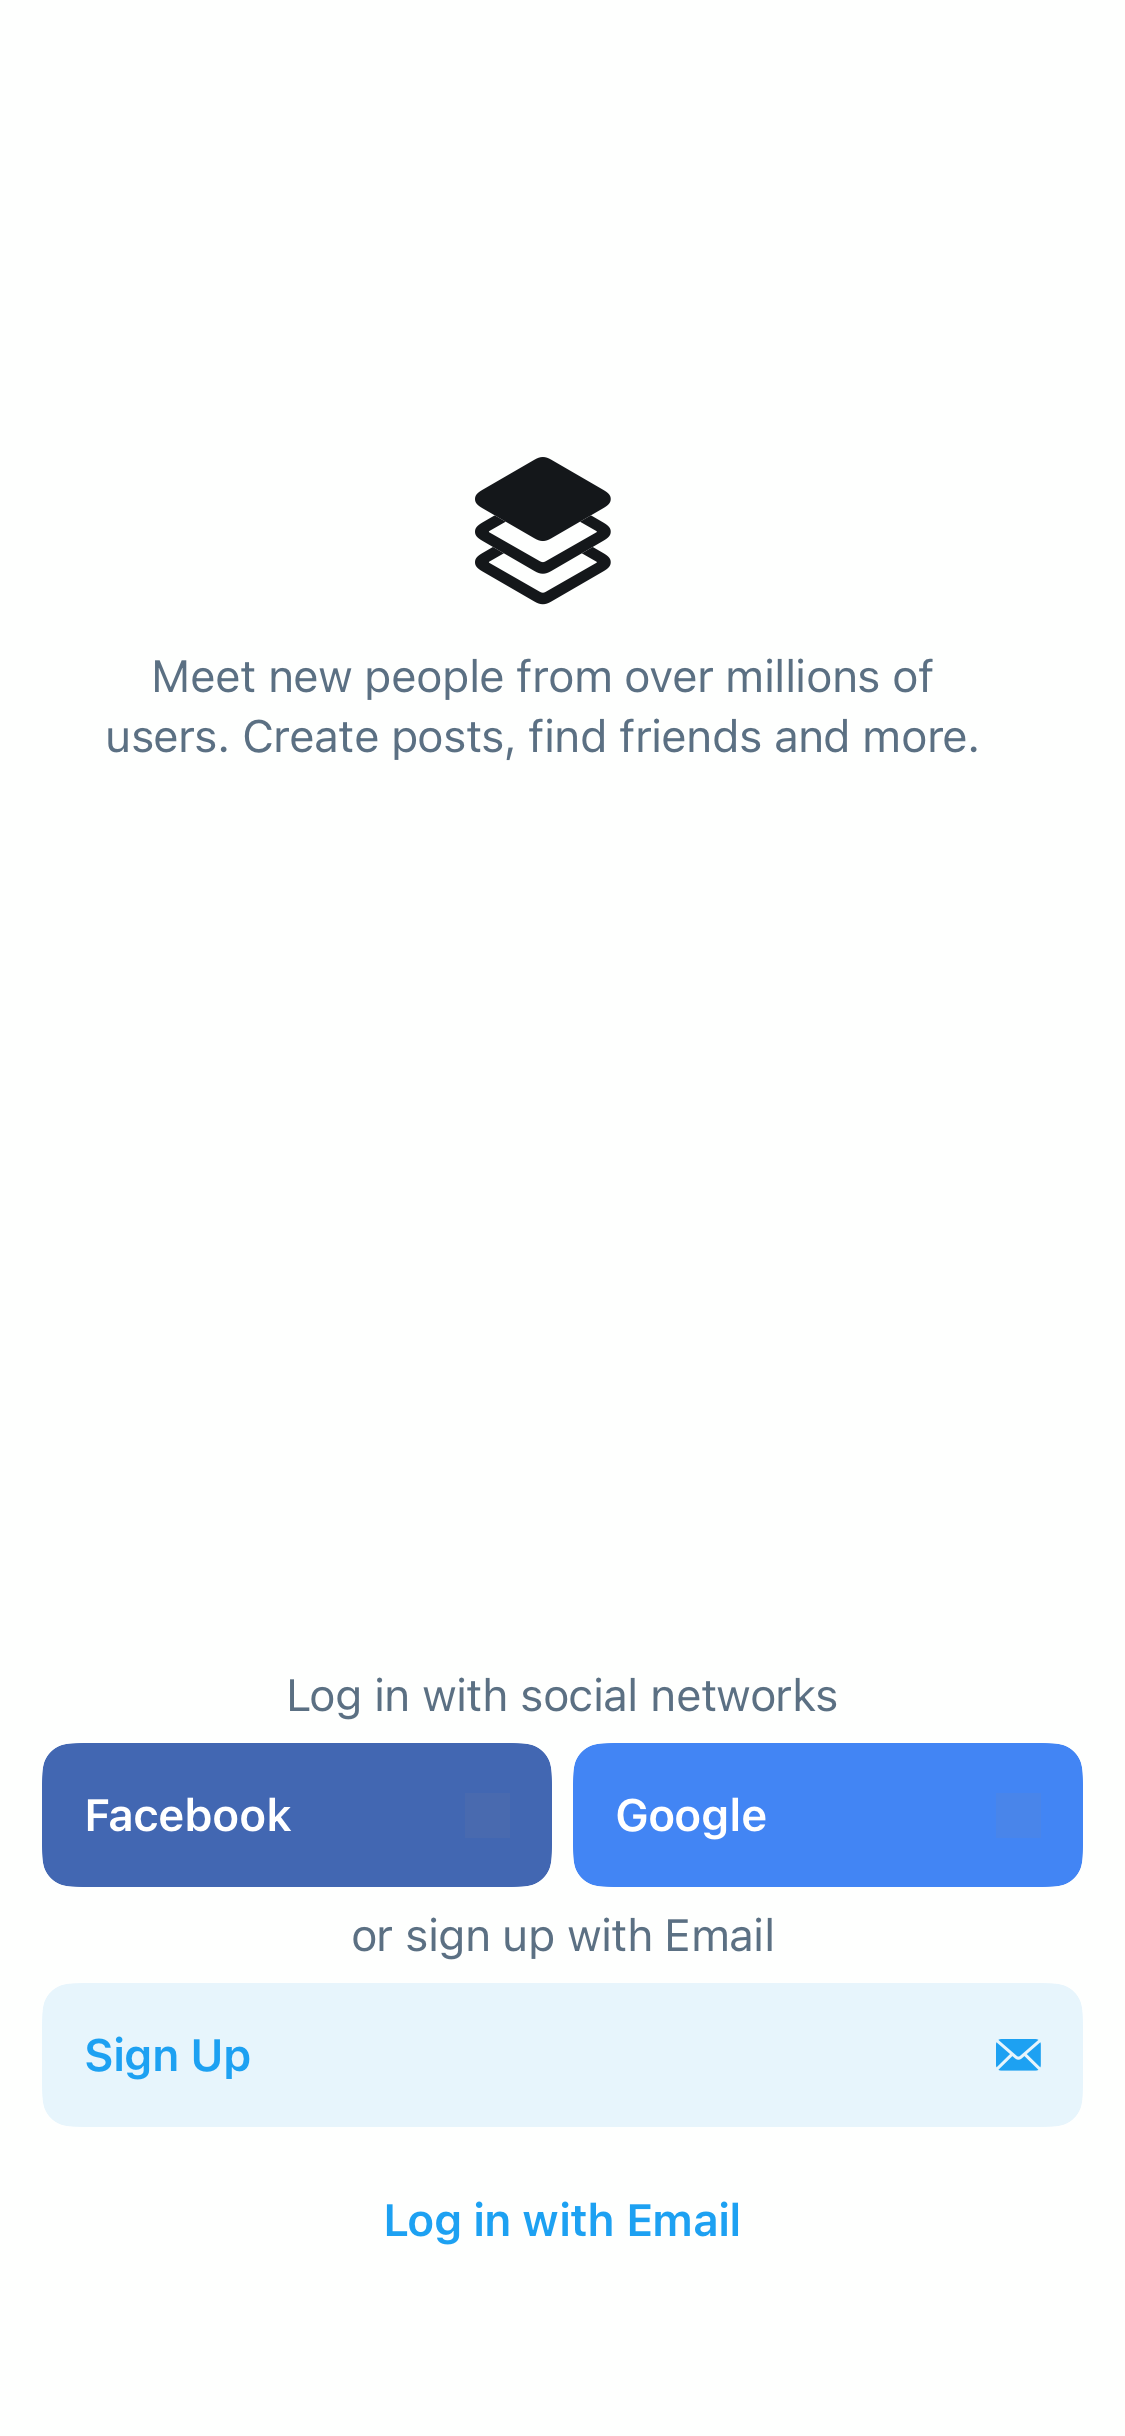 Meet new people from over millions of
users. Create posts, find friends and more.
Log in with social networks
Facebook
Google
or sign up with Email
Sign Up
Log in with Email